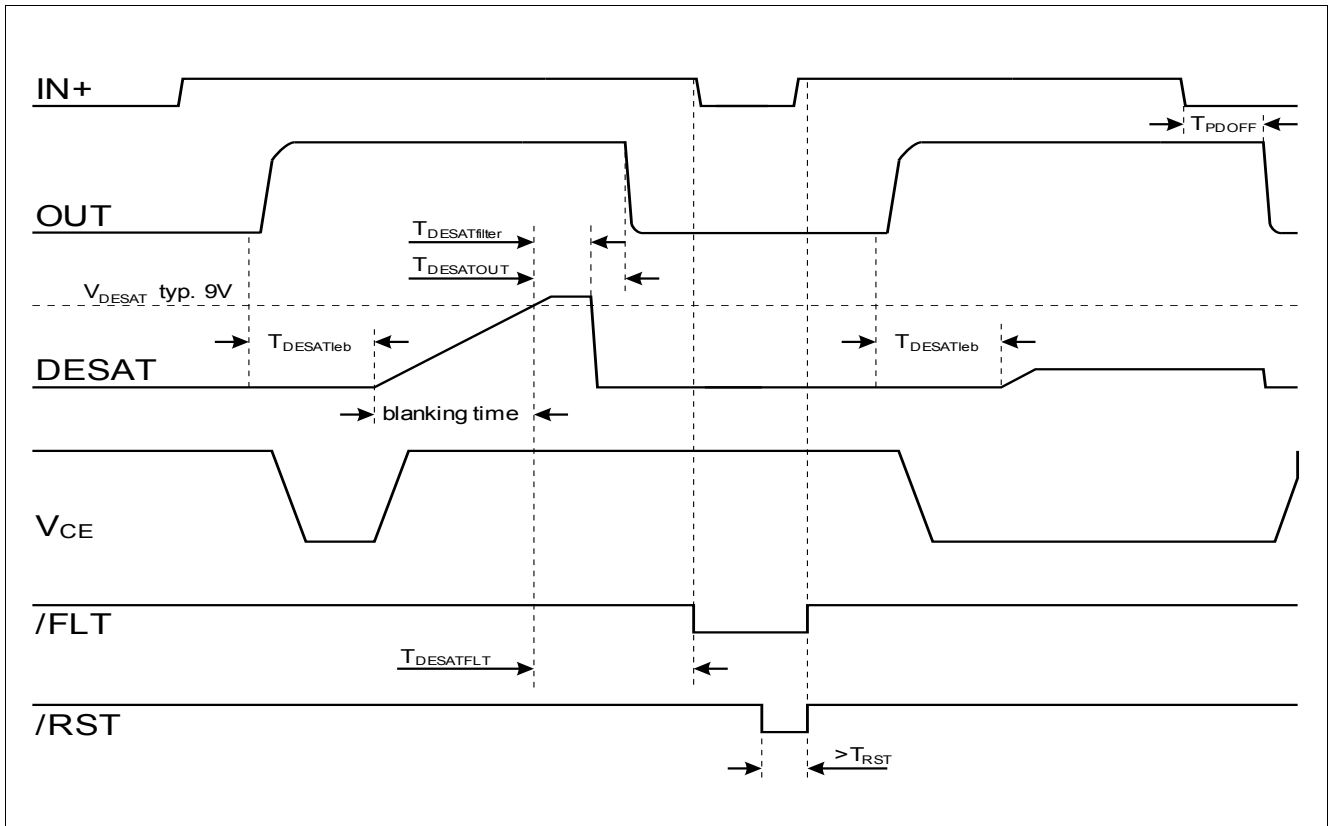 IN+
TPDOFF
OUT
TDESATfilter
TDESATOUT
VDESAT typ. 9V
TDESATleb
TDESATleb
DESAT
blanking time
VCE
/FLT
TDESATFLT
/RST
>TRST